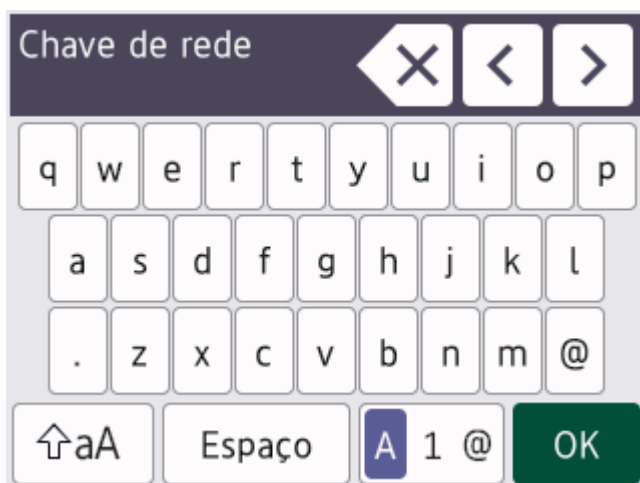 Chave de rede
q w e r t y u i o p
a s d f g h j k l
. z x c v b n m @
aA Espaço A 1 @ OK